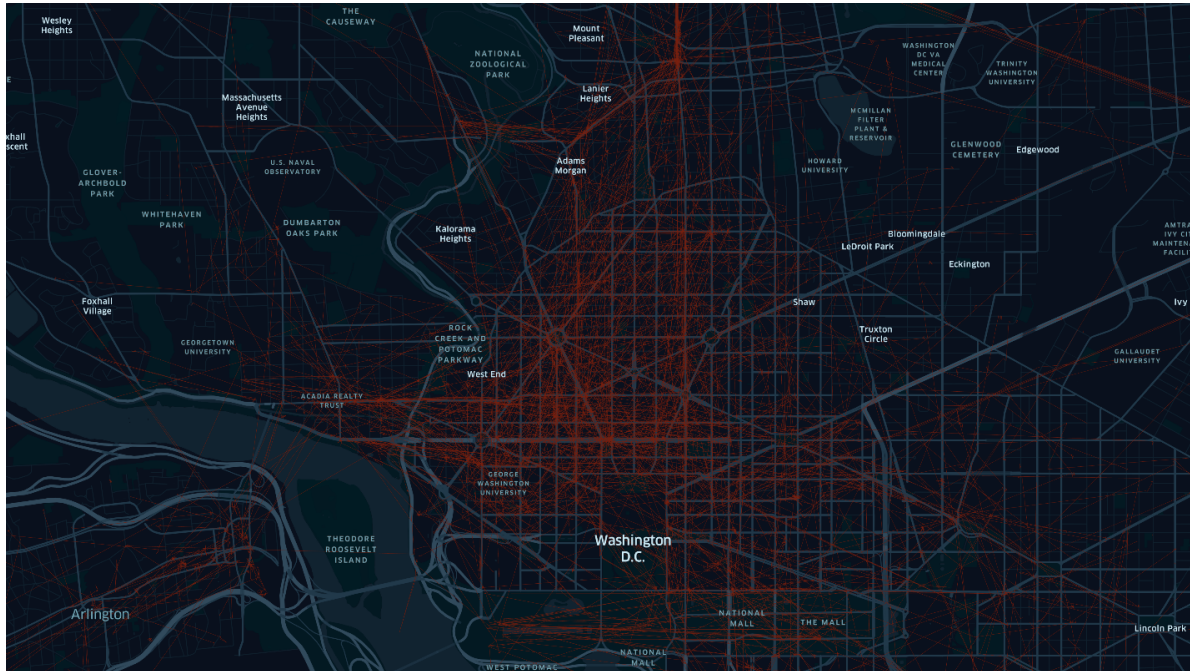 Wesley
Heights
THE
CAUSEWAY
NATIONAL
ZOOLOGICAL
PARK
Mount
Pleasant
WASHINGTON
DC VA
MEDICAL
CENTER
TRINITY
WASHINGTON
UNIVERSITY
E
Massachusetts
Avenue
Heights
Lanier
Heights
MCMILLAN
FILTER
PLANT &
RESERVOIR
xhall
scent
U.S. NAVAL
OBSERVATORY
Adams
Morgan
HOWARD
UNIVERSITY
GLENWOOD
CEMETERY
Edgewood
GLOVER-
ARCHBOLD
PARK
WHITEHAVEN
PARK
DUMBARTON
OAKS PARK
Kalorama
Heights
Bloomingdale
LeDroit Park
Eckington
AMTRA
IVY CIT
MAINTENA
FACILIT
Foxhall
Village
Shaw
Ivy
GEORGETOWN
UNIVERSITY
ROCK
CREEK AND
POTOMAC
PARKWAY
West End
Truxton
Circle
GALLAUDET
UNIVERSITY
ACADIA REALTY
TRUST
GEORGE
WASHINGTON
UNIVERSITY
THEODORE
ROOSEVELT
ISLAND
Washington
D.C.
Arlington
NATIONAL
MALL
THE MALL
Lincoln Park
NATIONAL
MALL
WEST POTOMAC